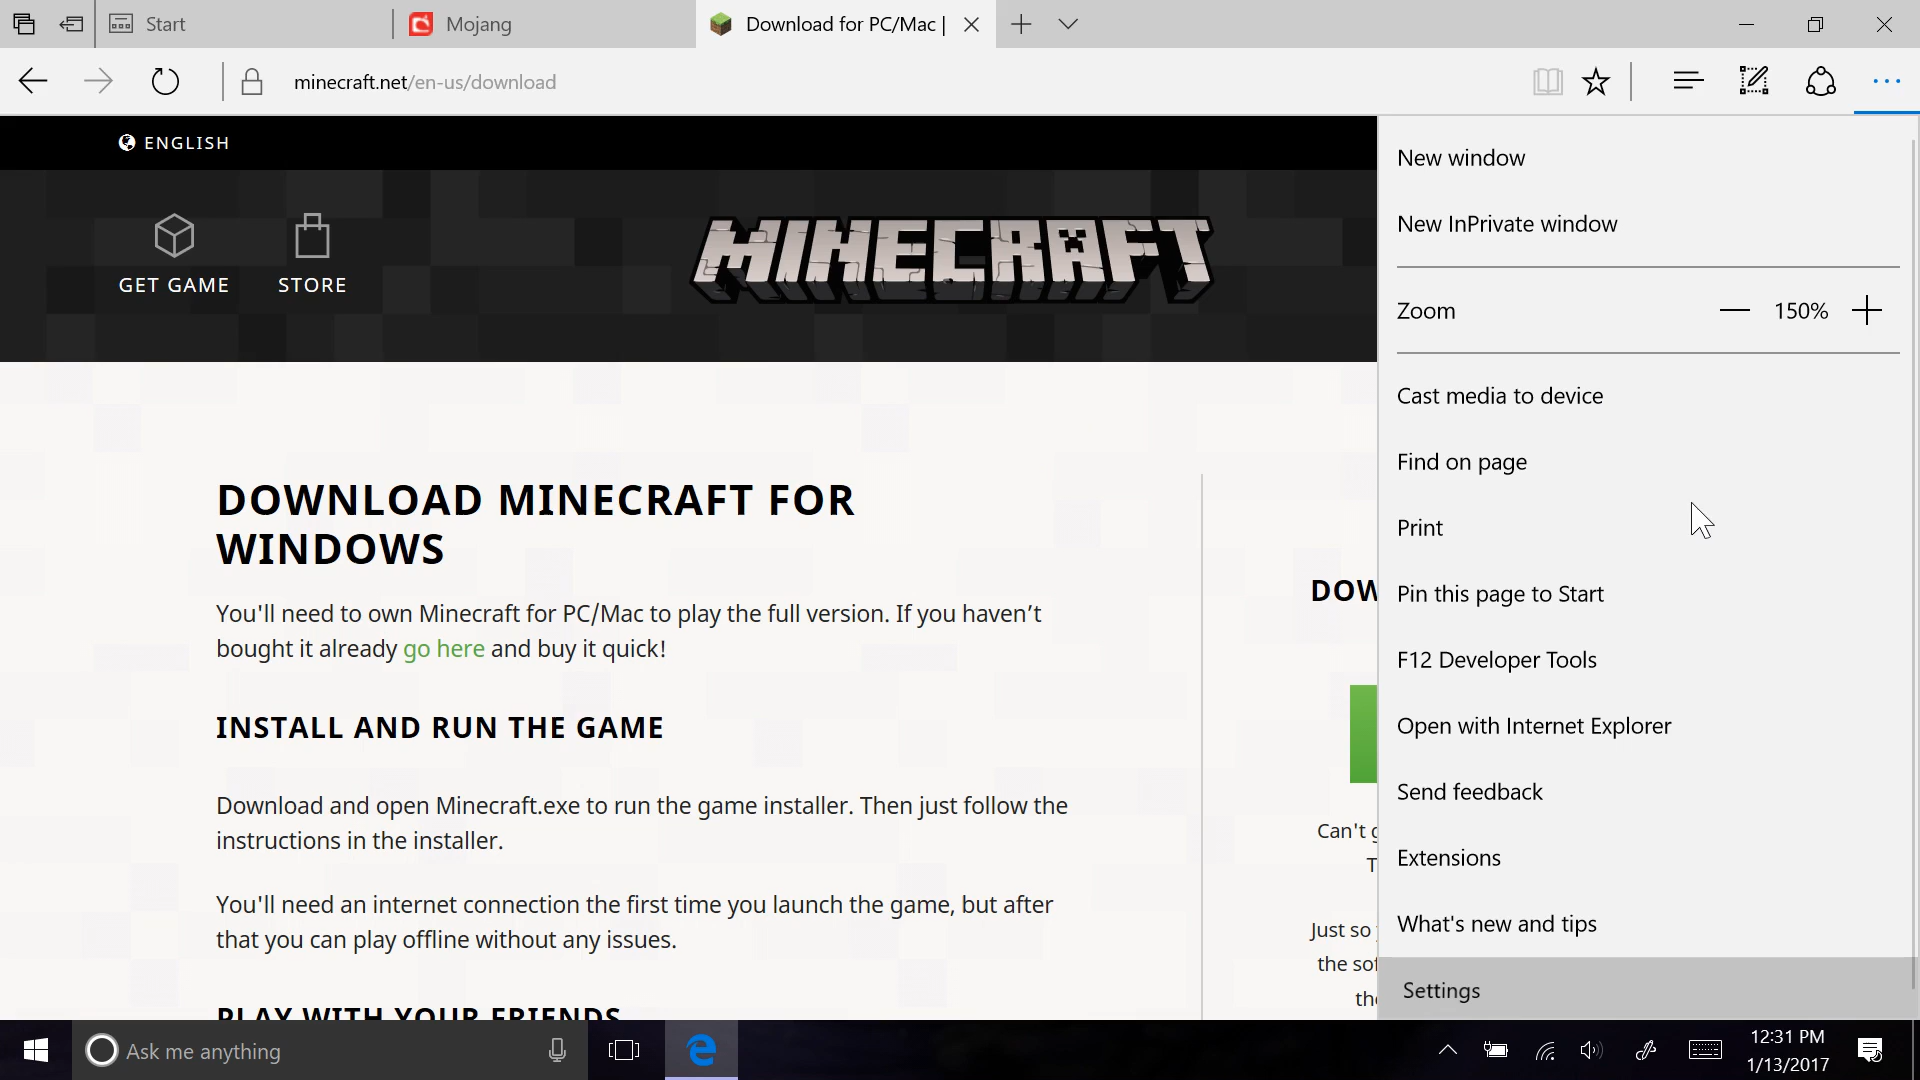 Start
Mojang
Download for PC/Mac |
minecraft.net/en-us/download
ENGLISH
GET GAME
STORE
MINECRAFT
DOWNLOAD MINECRAFT FOR
WINDOWS
You'll need to own Minecraft for PC/Mac to play the full version. If you haven’t
bought it already go here and buy it quick!
INSTALL AND RUN THE GAME
Download and open Minecraft.exe to run the game installer. Then just follow the
instructions in the installer.
You'll need an internet connection the first time you launch the game, but after
that you can play offline without any issues.
PLAY WITH YOUR FRIENDS
DOW
Can't g
T
Just so
the so
the
New window
New InPrivate window
Zoom
150%
Cast media to device
Find on page
Print
Pin this page to Start
F12 Developer Tools
Open with Internet Explorer
Send feedback
Extensions
What's new and tips
Settings
Ask me anything
12:31 PM
1/13/2017